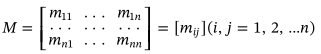 M = [ m₁₁ . . . m₁ₙ
. . . . . . . . .
mₙ₁ . . . mₙₙ ] = [mᵢⱼ](i, j = 1, 2, ...n)